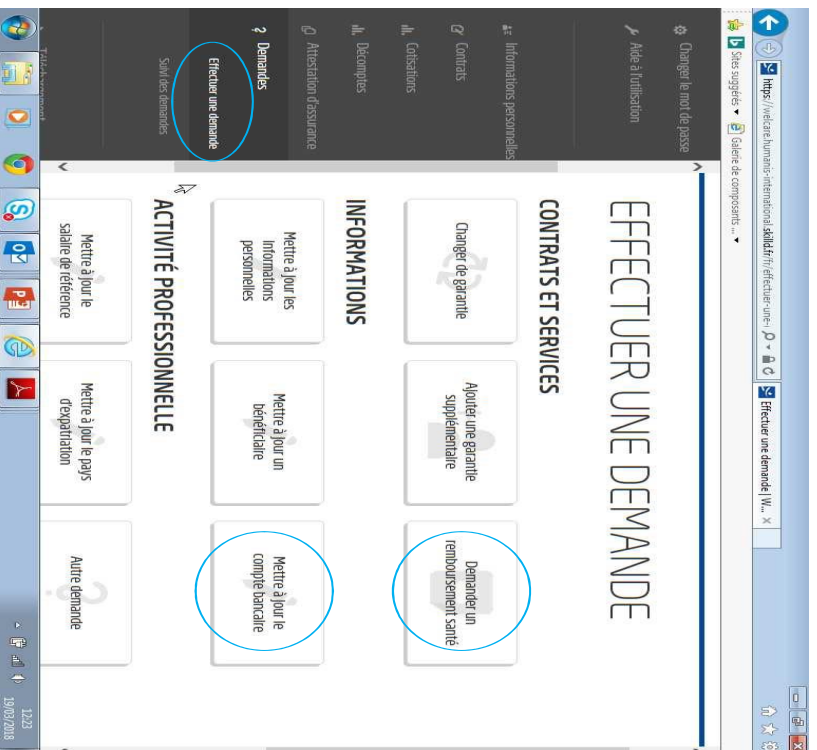 https://welcare.humanis-international.skilld.fr/fr/effectuer-une-
Effectuer une demande | W...
Sites suggérés
Galerie de composants ...
Changer le mot de passe
Aide à l'utilisation
Informations personnelles
Contrats
Cotisations
Décomptes
Attestation d'assurance
Demandes
Effectuer une demande
Suivi des demandes
EFFECTUER UNE DEMANDE
CONTRATS ET SERVICES
Changer de garantie
Ajouter une garantie
supplémentaire
Demander un
remboursement santé
INFORMATIONS
Mettre à jour les
informations
personnelles
Mettre à jour un
bénéficiaire
Mettre à jour le
compte bancaire
ACTIVITÉ PROFESSIONNELLE
Mettre à jour le
salaire de référence
Mettre à jour le pays
d'expatriation
Autre demande
12:23
19/03/2018